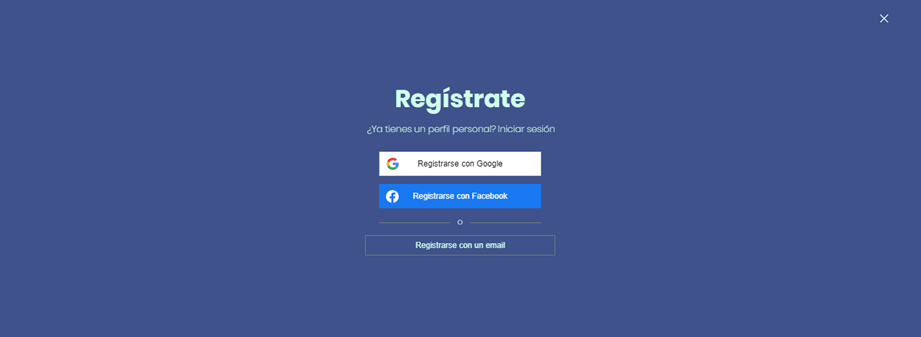 Regístrate
¿Ya tienes un perfil personal? Iniciar sesión
Registrarse con Google
Registrarse con Facebook
O
Registrarse con un email